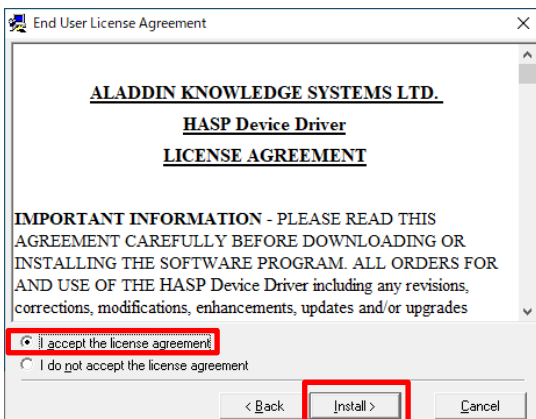 End User License Agreement
ALADDIN KNOWLEDGE SYSTEMS LTD.
HASP Device Driver
LICENSE AGREEMENT
IMPORTANT INFORMATION - PLEASE READ THIS
AGREEMENT CAREFULLY BEFORE DOWNLOADING OR
INSTALLING THE SOFTWARE PROGRAM. ALL ORDERS FOR
AND USE OF THE HASP Device Driver including any revisions,
corrections, modifications, enhancements, updates and/or upgrades
I accept the license agreement
I do not accept the license agreement
< Back Install > Cancel